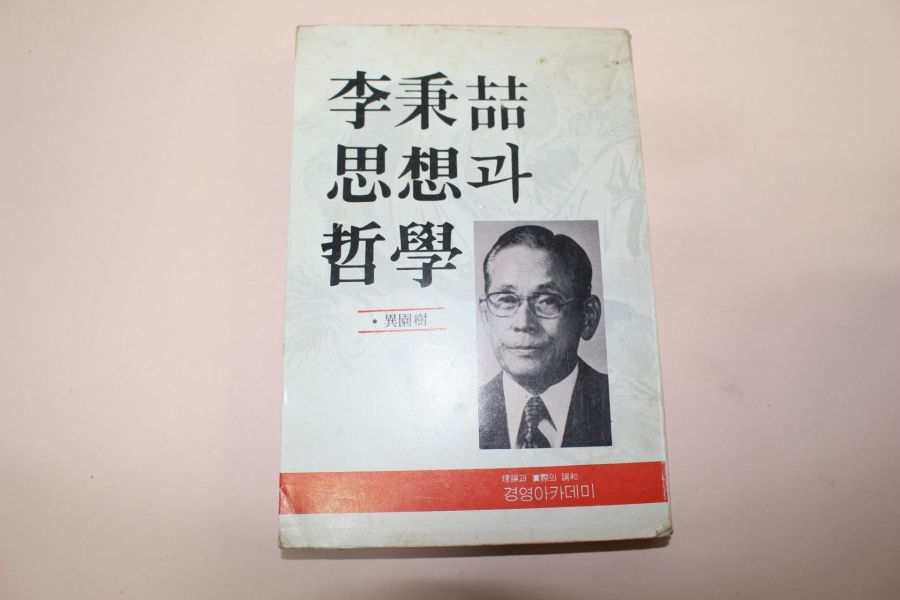 李秉喆
思想과
哲學
• 異園樹
理論과 實際의 調和
경영아카데미